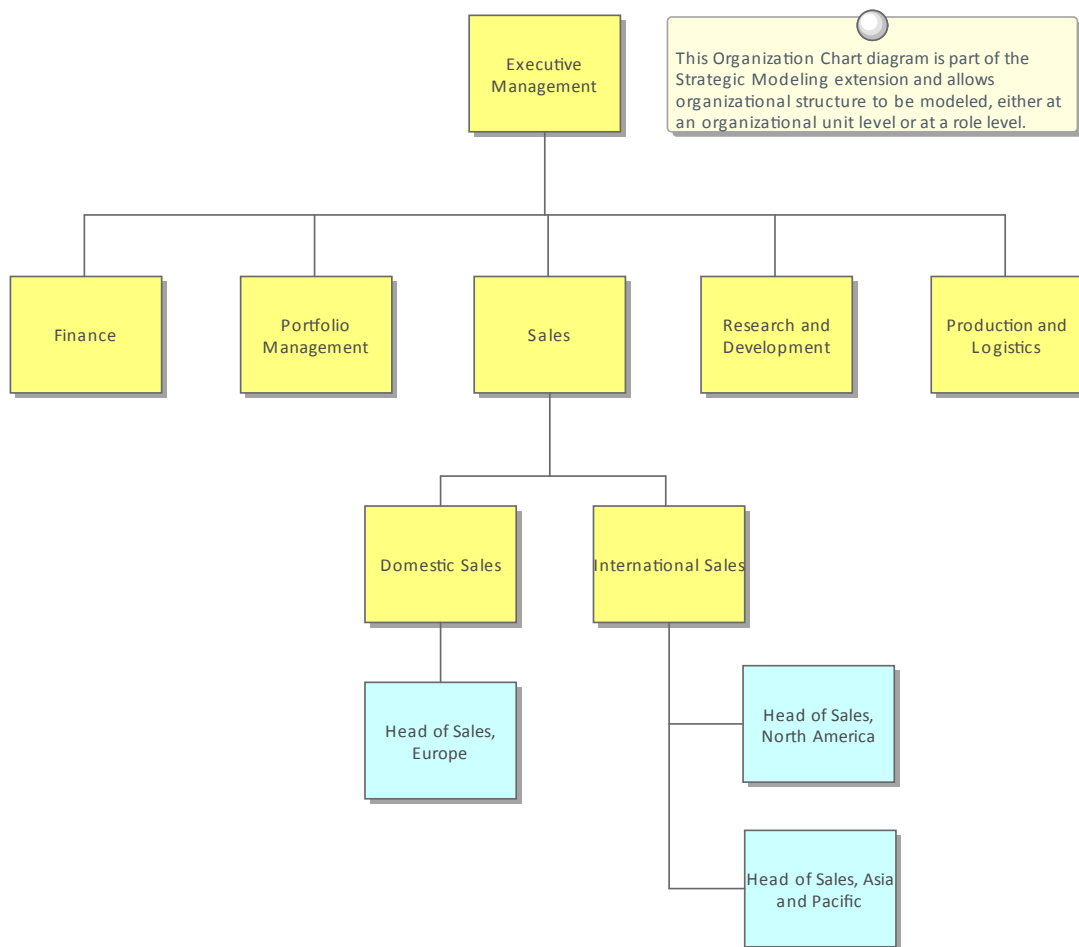 Executive
Management
This Organization Chart diagram is part of the
Strategic Modeling extension and allows
organizational structure to be modeled, either at
an organizational unit level or at a role level.
Finance
Portfolio
Management
Sales
Research and
Development
Production and
Logistics
Domestic Sales
International Sales
Head of Sales,
Europe
Head of Sales,
North America
Head of Sales, Asia
and Pacific